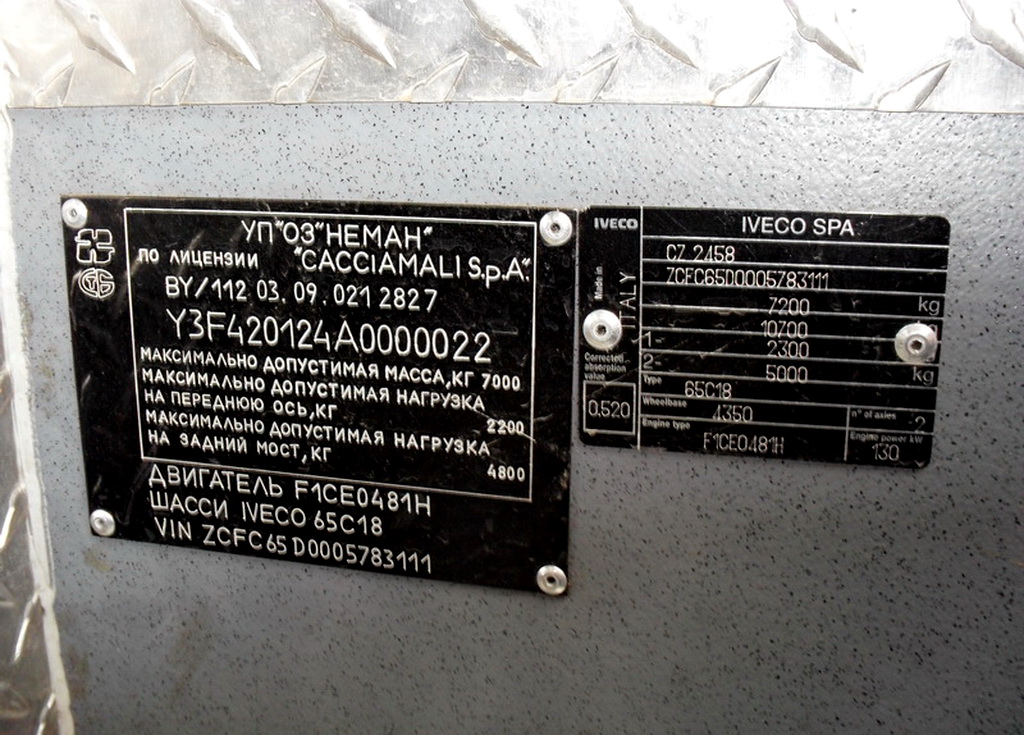 УП "ОЗ "НЕМАН"
ПО ЛИЦЕНЗИИ "CACCIAMALI S.p.A".
BY/112 03.09.021 2827
Y3F420124A0000022
МАКСИМАЛЬНО ДОПУСТИМАЯ МАССА,КГ 7000
МАКСИМАЛЬНО ДОПУСТИМАЯ НАГРУЗКА
НА ПЕРЕДНЮЮ ОСЬ,КГ 2200
МАКСИМАЛЬНО ДОПУСТИМАЯ НАГРУЗКА
НА ЗАДНИЙ МОСТ,КГ 4800
ДВИГАТЕЛЬ F1CE0481H
ШАССИ IVECO 65C18
VIN ZCFC65D0005783111
IVECO
IVECO SPA
Made in
ITALY
CZ 2458
ZCFC65D0005783111
7200 kg
10700
1- 2300
2- 5000 kg
Corrected
absorption
value
0.520
Type
65C18
Wheelbase
4350
n° of axles
2
Engine type
F1CE0481H
Engine power kW
130